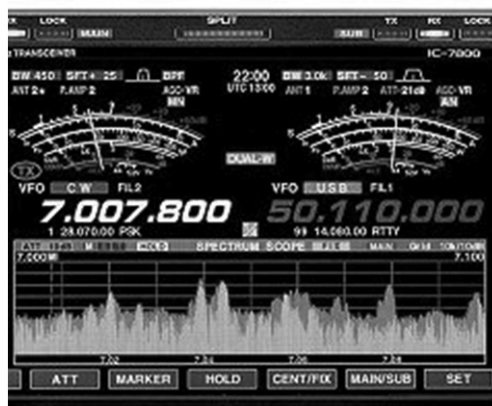 LOCK SPLIT TX RX LOCK
MAIN SUB
TRANSCEIVER IC-7800
BW 450 SFT+ 25 BPF 22:00 BW 3.0k SFT- 50
UTC 13:00
ANT 2 P.AMP 2 AGC-VR ANT 1 P.AMP 2 ATT-21dB AGC-VR
MN AN
DUAL-W
TX
VFO CW FIL2 VFO USB FIL1
7.007.800 50.110.000
1 28.070.00 PSK 99 14.080.00 RTTY
ATT M HOLD SPECTRUM SCOPE FIX MAIN Grid
7.000M 7.100
7.02 7.04 7.06 7.08
ATT MARKER HOLD CENT/FIX MAIN/SUB SET